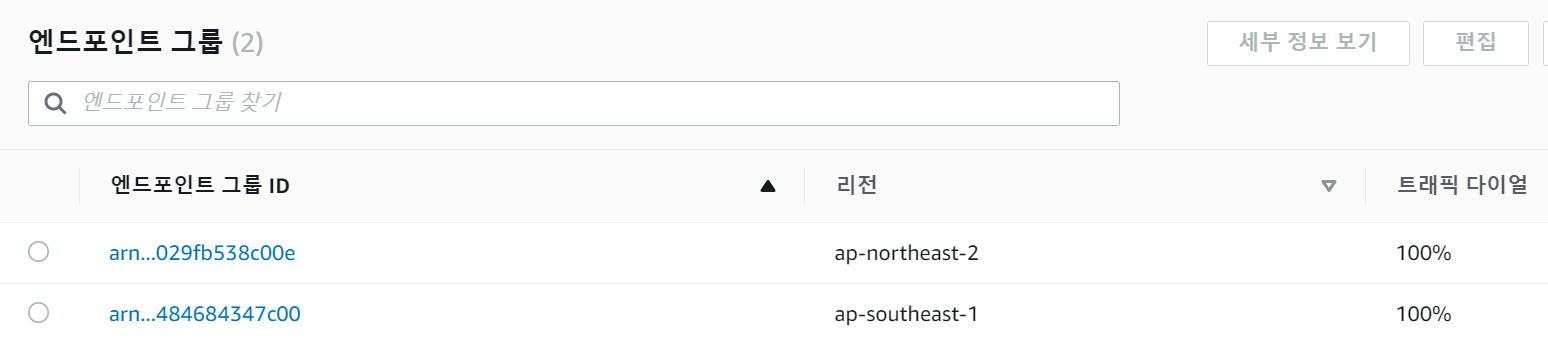 엔드포인트 그룹 (2)
세부 정보 보기
편집
엔드포인트 그룹 찾기
엔드포인트 그룹 ID 리전 트래픽 다이얼
arn...029fb538c00e ap-northeast-2 100%
arn...484684347c00 ap-southeast-1 100%